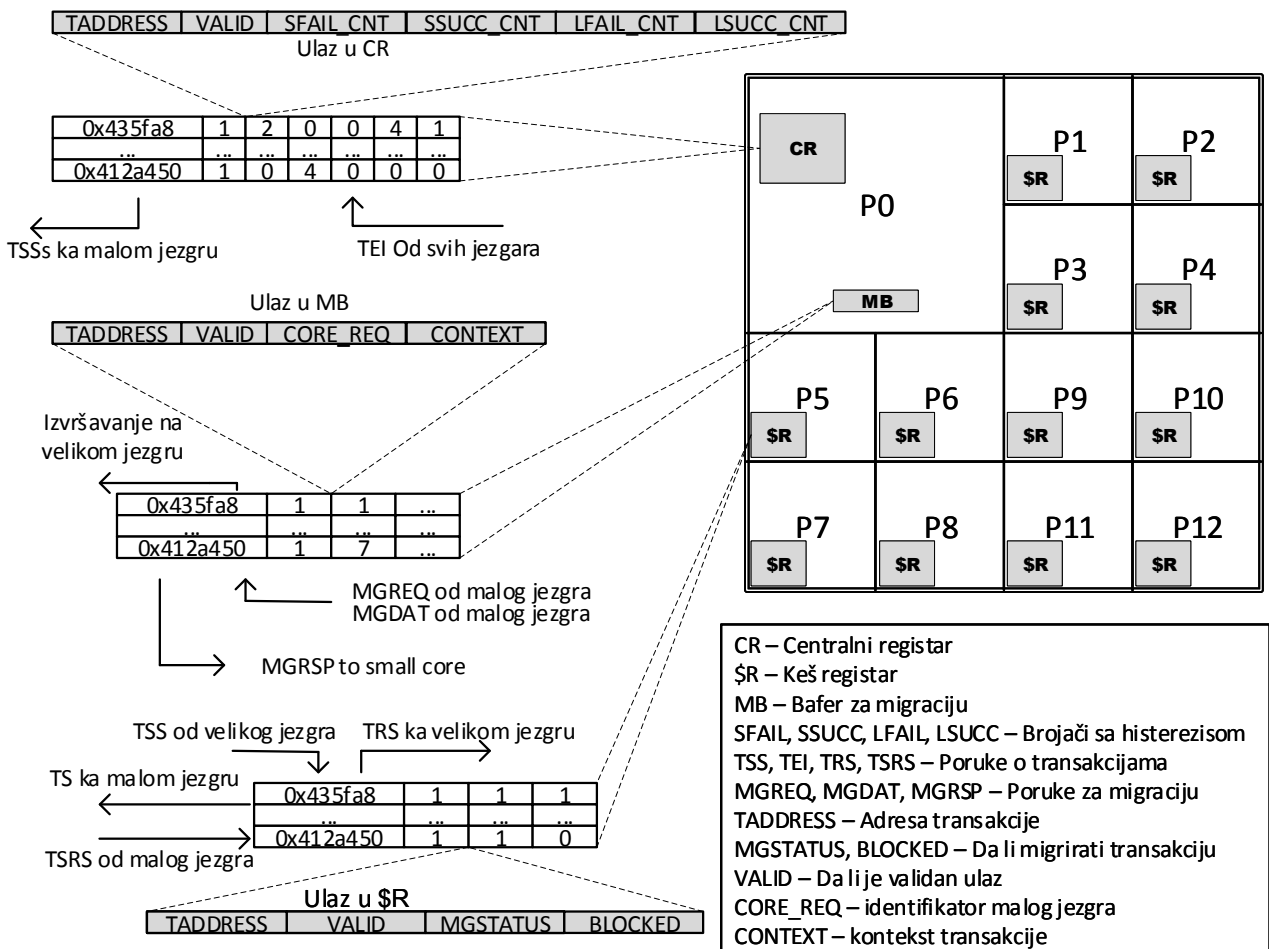 TADDRESS VALID SFAIL_CNT SSUCC_CNT LFAIL_CNT LSUCC_CNT
Ulaz u CR
0x435fa8 1 2 0 0 4 1
... ... ... ... ... ... ...
0x412a450 1 0 4 0 0 0
TSSs ka malom jezgru
TEI Od svih jezgara
Ulaz u MB
TADDRESS VALID CORE_REQ CONTEXT
Izvršavanje na
velikom jezgru
0x435fa8 1 1 ...
... ... ... ...
0x412a450 1 7 ...
MGREQ od malog jezgra
MGDAT od malog jezgra
MGRSP to small core
TSS od velikog jezgra
TRS ka velikom jezgru
TS ka malom jezgru
0x435fa8 1 1 1
... ... ... ...
0x412a450 1 1 0
TSRS od malog jezgra
Ulaz u $R
TADDRESS VALID MGSTATUS BLOCKED
CR
P0
MB
P1
$R
P2
$R
P3
$R
P4
$R
P5
$R
P6
$R
P9
$R
P10
$R
P7
$R
P8
$R
P11
$R
P12
$R
CR – Centralni registar
$R – Keš registar
MB – Bafer za migraciju
SFAIL, SSUCC, LFAIL, LSUCC – Brojači sa histerezisom
TSS, TEI, TRS, TSRS – Poruke o transakcijama
MGREQ, MGDAT, MGRSP – Poruke za migraciju
TADDRESS – Adresa transakcije
MGSTATUS, BLOCKED – Da li migrirati transakciju
VALID – Da li je validan ulaz
CORE_REQ – identifikator malog jezgra
CONTEXT – kontekst transakcije